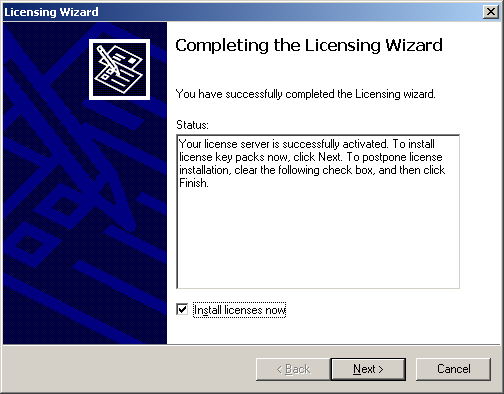 Licensing Wizard
Completing the Licensing Wizard
You have successfully completed the Licensing wizard.
Status:
Your license server is successfully activated. To install
license key packs now, click Next. To postpone license
installation, clear the following check box, and then click
Finish.
Install licenses now
< Back
Next >
Cancel